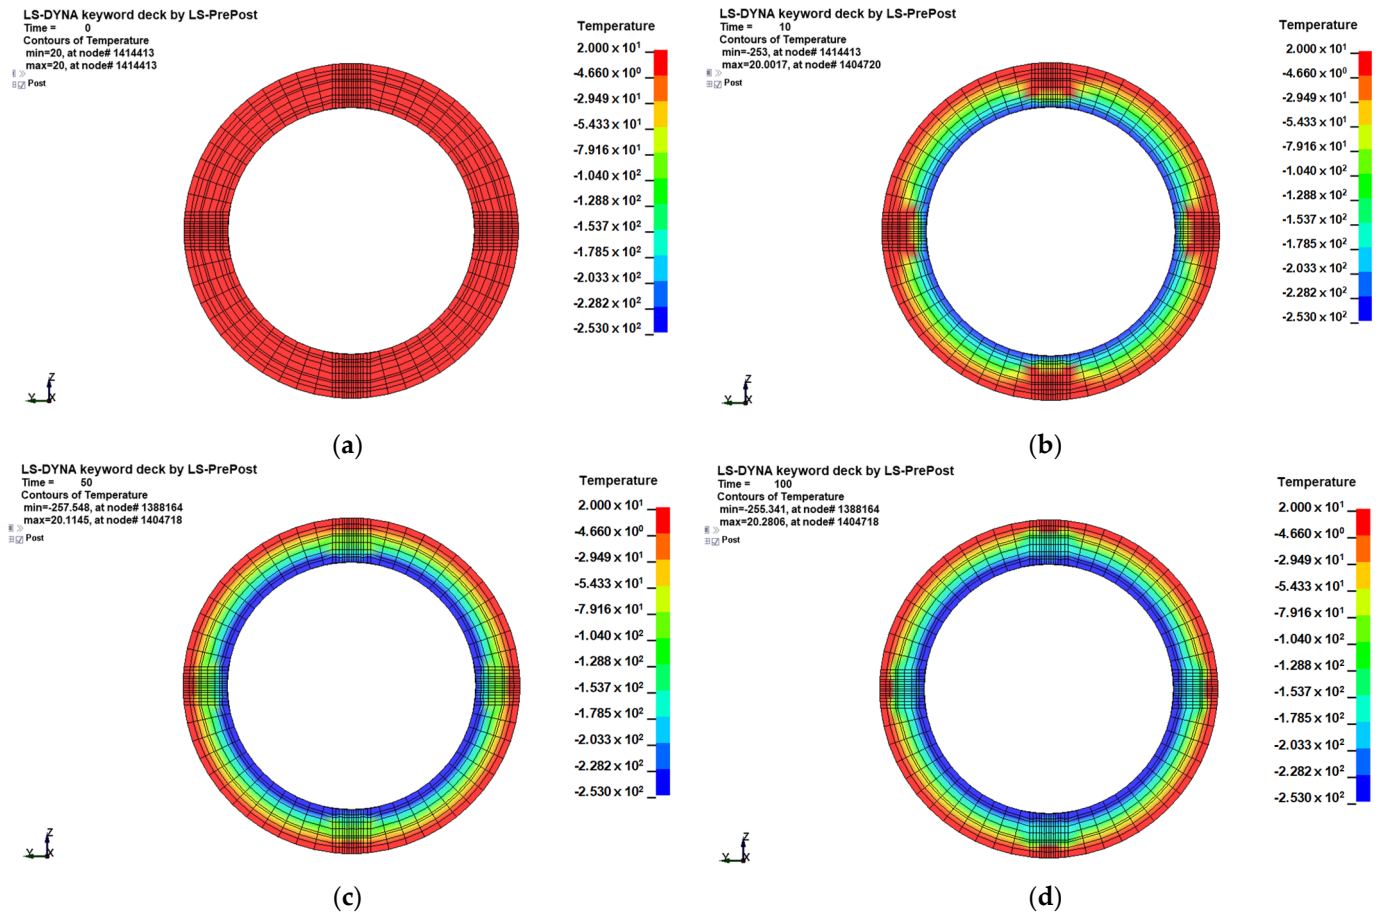 LS-DYNA keyword deck by LS-PrePost
Time = 0
Contours of Temperature
min=20, at node# 1414413
max=20, at node# 1414413
Post
Temperature
2.000 x 10¹
-4.660 x 10⁰
-2.949 x 10¹
-5.433 x 10¹
-7.916 x 10¹
-1.040 x 10²
-1.288 x 10²
-1.537 x 10²
-1.785 x 10²
-2.033 x 10²
-2.282 x 10²
-2.530 x 10²
Z
Y X
(a)
LS-DYNA keyword deck by LS-PrePost
Time = 10
Contours of Temperature
min=-253, at node# 1414413
max=20.0017, at node# 1404720
Post
Temperature
2.000 x 10¹
-4.660 x 10⁰
-2.949 x 10¹
-5.433 x 10¹
-7.916 x 10¹
-1.040 x 10²
-1.288 x 10²
-1.537 x 10²
-1.785 x 10²
-2.033 x 10²
-2.282 x 10²
-2.530 x 10²
Z
Y X
(b)
LS-DYNA keyword deck by LS-PrePost
Time = 50
Contours of Temperature
min=-257.548, at node# 1388164
max=20.1145, at node# 1404718
Post
Temperature
2.000 x 10¹
-4.660 x 10⁰
-2.949 x 10¹
-5.433 x 10¹
-7.916 x 10¹
-1.040 x 10²
-1.288 x 10²
-1.537 x 10²
-1.785 x 10²
-2.033 x 10²
-2.282 x 10²
-2.530 x 10²
Z
Y X
(c)
LS-DYNA keyword deck by LS-PrePost
Time = 100
Contours of Temperature
min=-255.341, at node# 1388164
max=20.2806, at node# 1404718
Post
Temperature
2.000 x 10¹
-4.660 x 10⁰
-2.949 x 10¹
-5.433 x 10¹
-7.916 x 10¹
-1.040 x 10²
-1.288 x 10²
-1.537 x 10²
-1.785 x 10²
-2.033 x 10²
-2.282 x 10²
-2.530 x 10²
Z
Y X
(d)